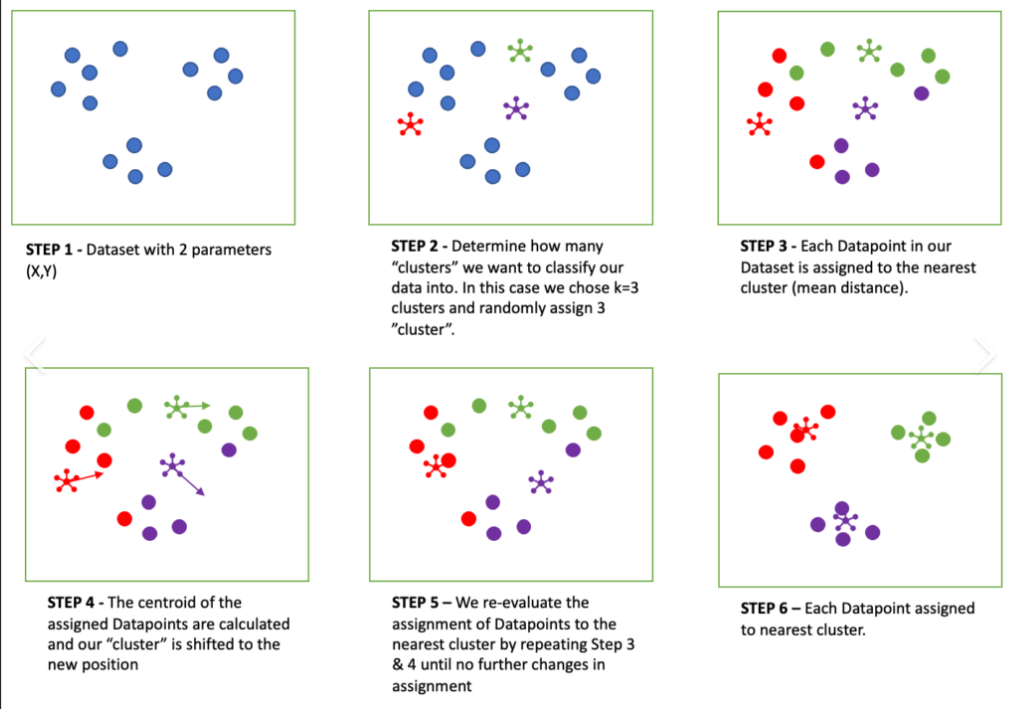 STEP 1 - Dataset with 2 parameters
(X,Y)
STEP 2 - Determine how many
“clusters” we want to classify our
data into. In this case we chose k=3
clusters and randomly assign 3
”cluster”.
STEP 3 - Each Datapoint in our
Dataset is assigned to the nearest
cluster (mean distance).
STEP 4 - The centroid of the
assigned Datapoints are calculated
and our “cluster” is shifted to the
new position
STEP 5 – We re-evaluate the
assignment of Datapoints to the
nearest cluster by repeating Step 3
& 4 until no further changes in
assignment
STEP 6 – Each Datapoint assigned
to nearest cluster.